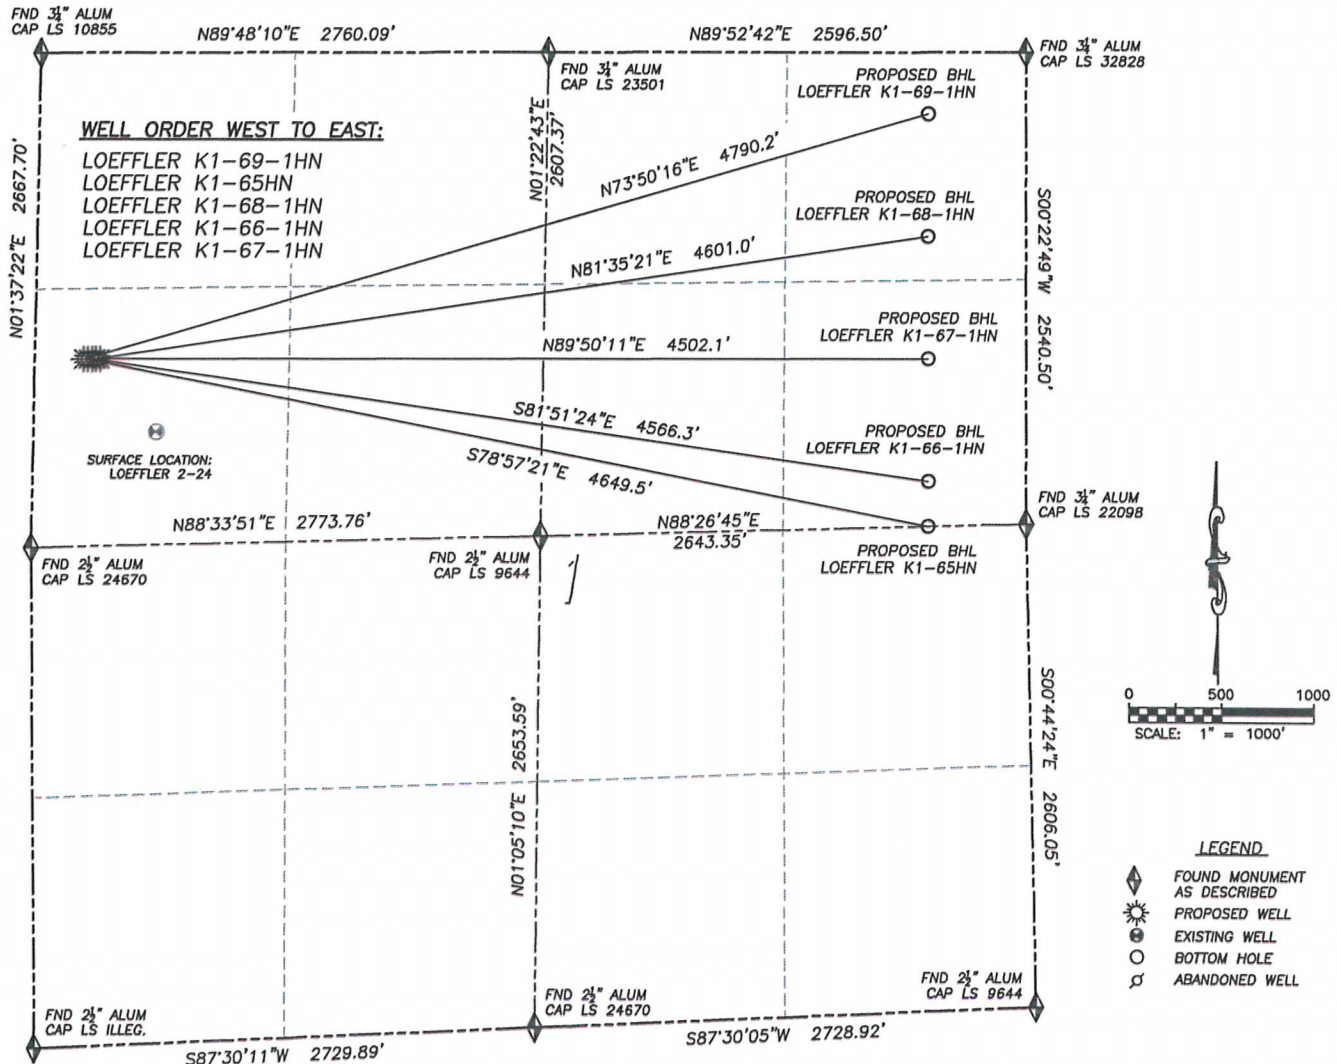 FND 3¼" ALUM
CAP LS 10855
N89°48'10"E 2760.09'
N89°52'42"E 2596.50'
FND 3¼" ALUM
CAP LS 23501
FND 3¼" ALUM
CAP LS 32828
N01°37'22"E 2667.70'
WELL ORDER WEST TO EAST:
LOEFFLER K1-69-1HN
LOEFFLER K1-65HN
LOEFFLER K1-68-1HN
LOEFFLER K1-66-1HN
LOEFFLER K1-67-1HN
N01°22'43"E
2607.37'
PROPOSED BHL
LOEFFLER K1-69-1HN
N73°50'16"E 4790.2'
PROPOSED BHL
LOEFFLER K1-68-1HN
N81°35'21"E 4601.0'
S00°22'49"W 2540.50'
PROPOSED BHL
LOEFFLER K1-67-1HN
N89°50'11"E 4502.1'
S81°51'24"E 4566.3'
PROPOSED BHL
LOEFFLER K1-66-1HN
S78°57'21"E 4649.5'
SURFACE LOCATION:
LOEFFLER 2-24
N88°33'51"E 2773.76'
N88°26'45"E
2643.35'
FND 3¼" ALUM
CAP LS 22098
FND 2½" ALUM
CAP LS 24670
FND 2½" ALUM
CAP LS 9644
1
PROPOSED BHL
LOEFFLER K1-65HN
N01°05'10"E 2653.59'
S00°44'24"E 2606.05'
0 500 1000
SCALE: 1" = 1000'
LEGEND
FOUND MONUMENT
AS DESCRIBED
PROPOSED WELL
EXISTING WELL
BOTTOM HOLE
ABANDONED WELL
FND 2½" ALUM
CAP LS ILLEG.
FND 2½" ALUM
CAP LS 24670
FND 2½" ALUM
CAP LS 9644
S87°30'11"W 2729.89'
S87°30'05"W 2728.92'